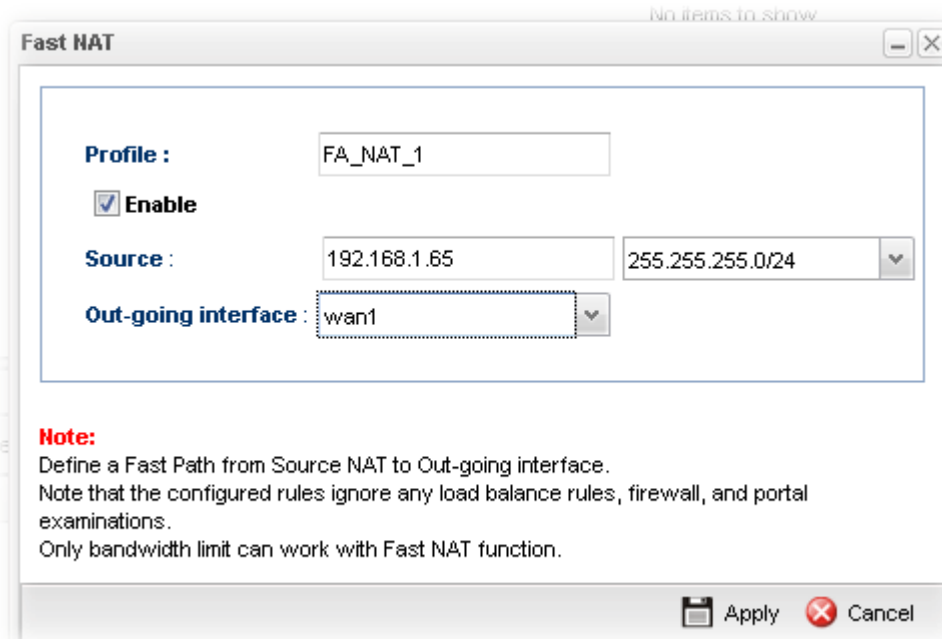 No items to show
Fast NAT
Profile : FA_NAT_1
Enable
Source : 192.168.1.65 255.255.255.0/24
Out-going interface : wan1
Note:
Define a Fast Path from Source NAT to Out-going interface.
Note that the configured rules ignore any load balance rules, firewall, and portal
examinations.
Only bandwidth limit can work with Fast NAT function.
Apply Cancel